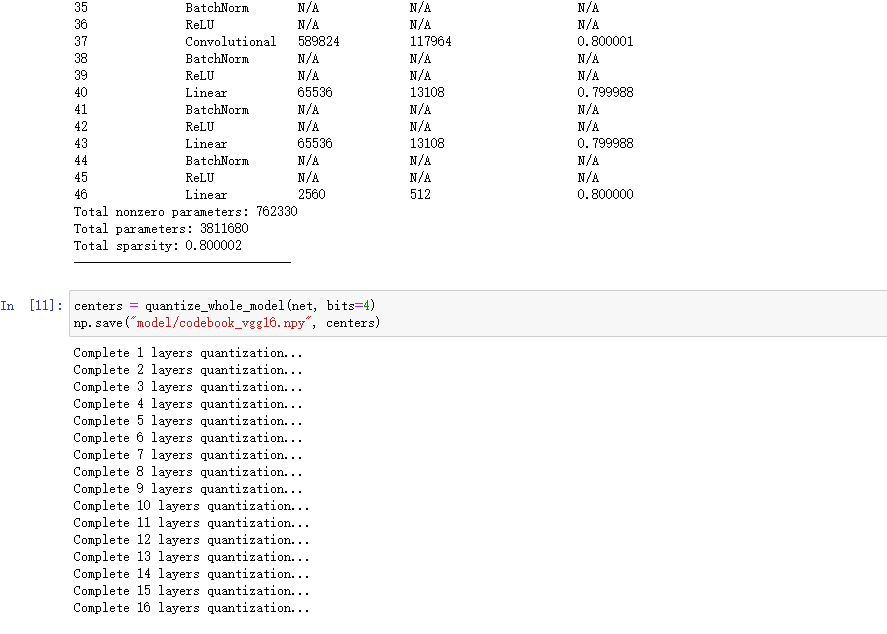 35 BatchNorm N/A N/A N/A
36 ReLU N/A N/A N/A
37 Convolutional 589824 117964 0.800001
38 BatchNorm N/A N/A N/A
39 ReLU N/A N/A N/A
40 Linear 65536 13108 0.799988
41 BatchNorm N/A N/A N/A
42 ReLU N/A N/A N/A
43 Linear 65536 13108 0.799988
44 BatchNorm N/A N/A N/A
45 ReLU N/A N/A N/A
46 Linear 2560 512 0.800000
Total nonzero parameters: 762330
Total parameters: 3811680
Total sparsity: 0.800002
In [11]: centers = quantize_whole_model(net, bits=4)
np.save("model/codebook_vgg16.npy", centers)
Complete 1 layers quantization...
Complete 2 layers quantization...
Complete 3 layers quantization...
Complete 4 layers quantization...
Complete 5 layers quantization...
Complete 6 layers quantization...
Complete 7 layers quantization...
Complete 8 layers quantization...
Complete 9 layers quantization...
Complete 10 layers quantization...
Complete 11 layers quantization...
Complete 12 layers quantization...
Complete 13 layers quantization...
Complete 14 layers quantization...
Complete 15 layers quantization...
Complete 16 layers quantization...